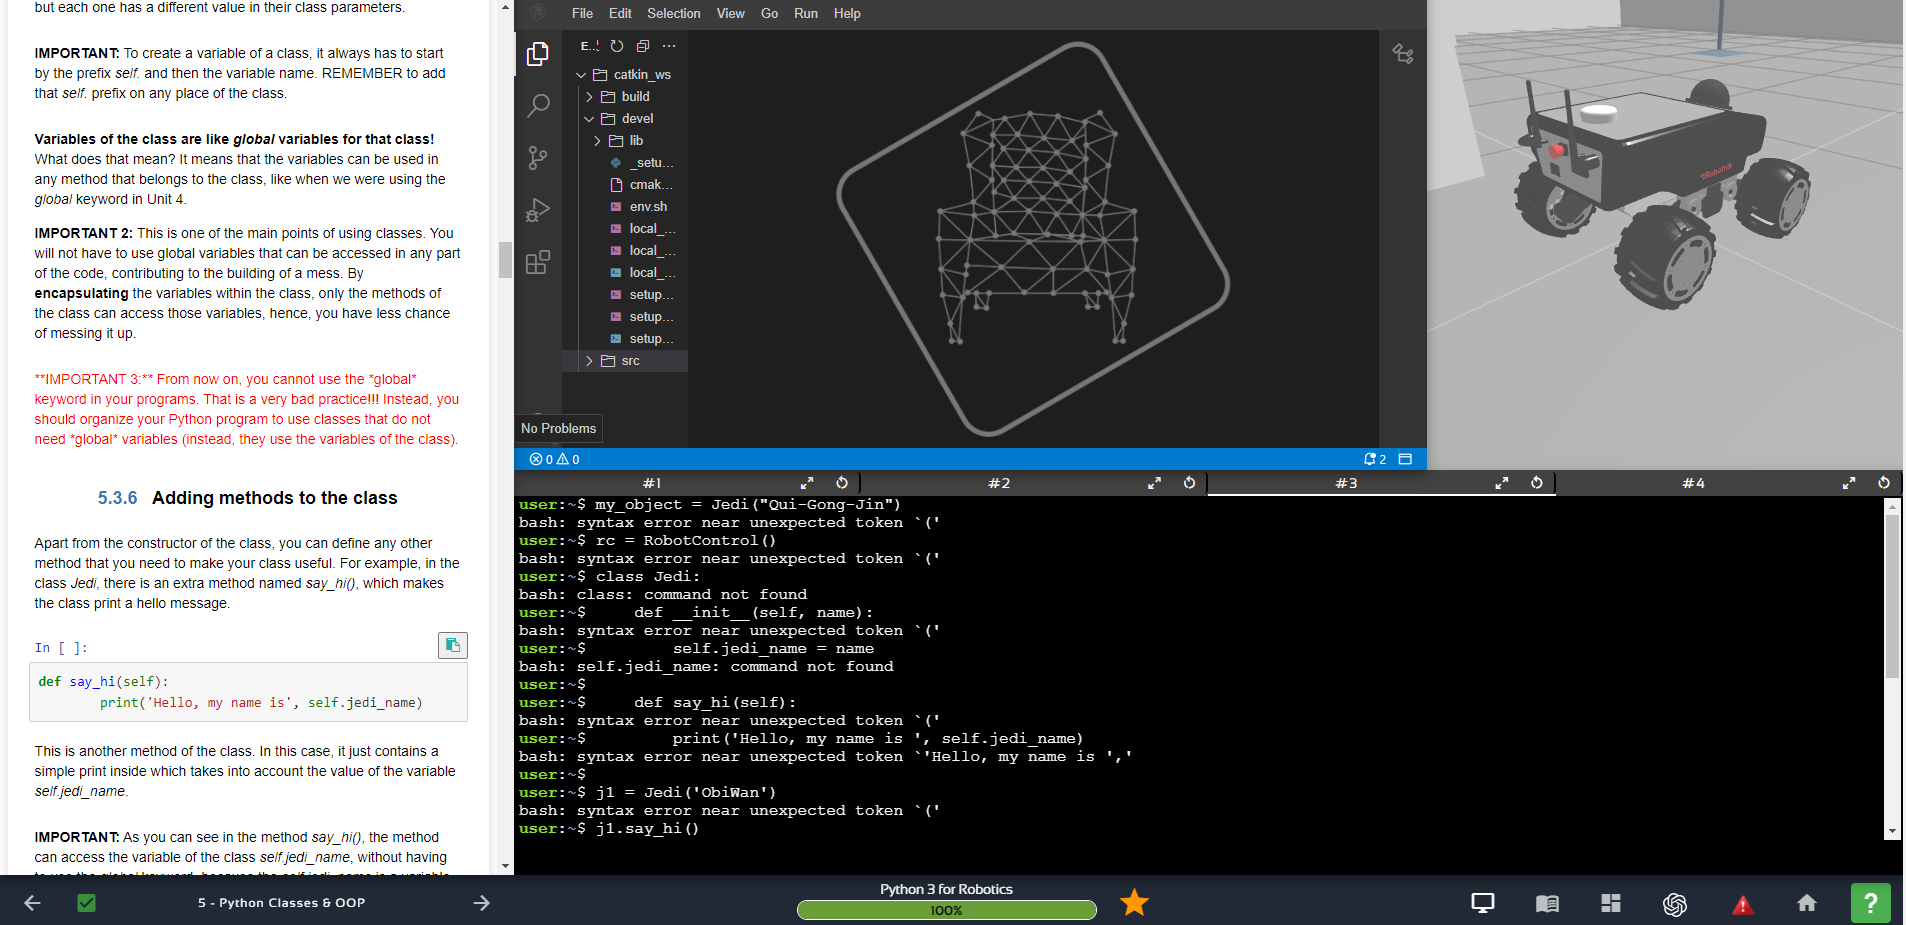 but each one has a different value in their class parameters.
IMPORTANT: To create a variable of a class, it always has to start
by the prefix self. and then the variable name. REMEMBER to add
that self. prefix on any place of the class.
Variables of the class are like global variables for that class!
What does that mean? It means that the variables can be used in
any method that belongs to the class, like when we were using the
global keyword in Unit 4.
IMPORTANT 2: This is one of the main points of using classes. You
will not have to use global variables that can be accessed in any part
of the code, contributing to the building of a mess. By
encapsulating the variables within the class, only the methods of
the class can access those variables, hence, you have less chance
of messing it up.
**IMPORTANT 3:** From now on, you cannot use the *global*
keyword in your programs. That is a very bad practice!!! Instead, you
should organize your Python program to use classes that do not
need *global* variables (instead, they use the variables of the class).
5.3.6 Adding methods to the class
Apart from the constructor of the class, you can define any other
method that you need to make your class useful. For example, in the
class Jedi, there is an extra method named say_hi(), which makes
the class print a hello message.
In [ ]:
def say_hi(self):
print('Hello, my name is', self.jedi_name)
This is another method of the class. In this case, it just contains a
simple print inside which takes into account the value of the variable
self.jedi_name.
IMPORTANT: As you can see in the method say_hi(), the method
can access the variable of the class self.jedi_name, without having
File Edit Selection View Go Run Help
E...
catkin_ws
build
devel
lib
_setu...
cmak...
env.sh
local_...
local_...
local_...
setup...
setup...
setup...
src
No Problems
0 0
2
#1 #2 #3 #4
user:~$ my_object = Jedi("Qui-Gong-Jin")
bash: syntax error near unexpected token `('
user:~$ rc = RobotControl()
bash: syntax error near unexpected token `('
user:~$ class Jedi:
bash: class: command not found
user:~$     def __init__(self, name):
bash: syntax error near unexpected token `('
user:~$         self.jedi_name = name
bash: self.jedi_name: command not found
user:~$
user:~$     def say_hi(self):
bash: syntax error near unexpected token `('
user:~$         print('Hello, my name is ', self.jedi_name)
bash: syntax error near unexpected token `'Hello, my name is ','
user:~$
user:~$ j1 = Jedi('ObiWan')
bash: syntax error near unexpected token `('
user:~$ j1.say_hi()
5 - Python Classes & OOP
Python 3 for Robotics
100%
?